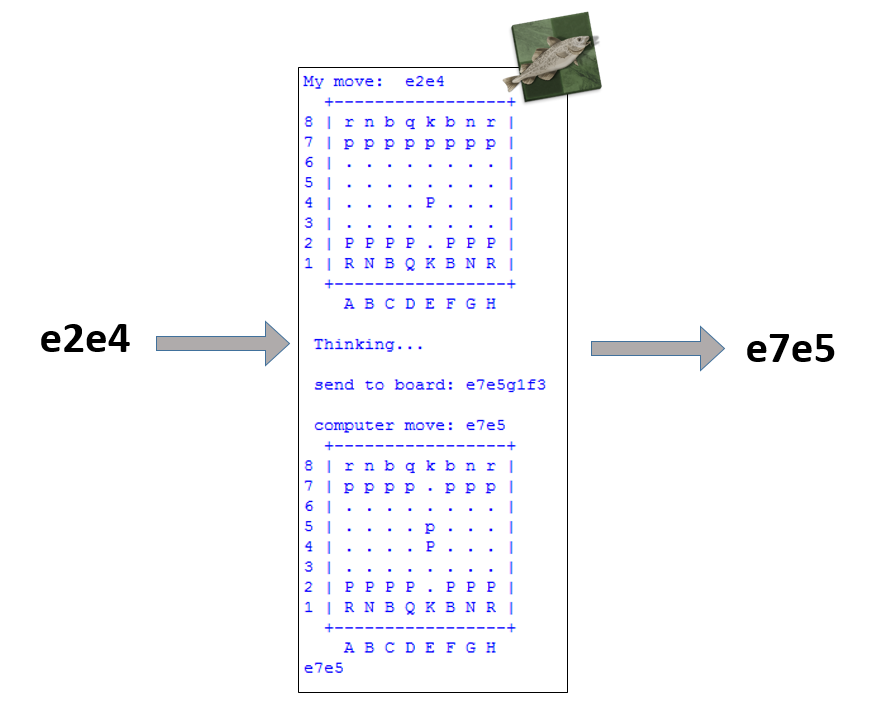 My move:  e2e4
  +-----------------+
8 | r n b q k b n r |
7 | p p p p p p p p |
6 | . . . . . . . . |
5 | . . . . . . . . |
4 | . . . . P . . . |
3 | . . . . . . . . |
2 | P P P P . P P P |
1 | R N B Q K B N R |
  +-----------------+
    A B C D E F G H
e2e4
Thinking...
e7e5
send to board: e7e5g1f3
computer move: e7e5
  +-----------------+
8 | r n b q k b n r |
7 | p p p p . p p p |
6 | . . . . . . . . |
5 | . . . . p . . . |
4 | . . . . P . . . |
3 | . . . . . . . . |
2 | P P P P . P P P |
1 | R N B Q K B N R |
  +-----------------+
    A B C D E F G H
e7e5